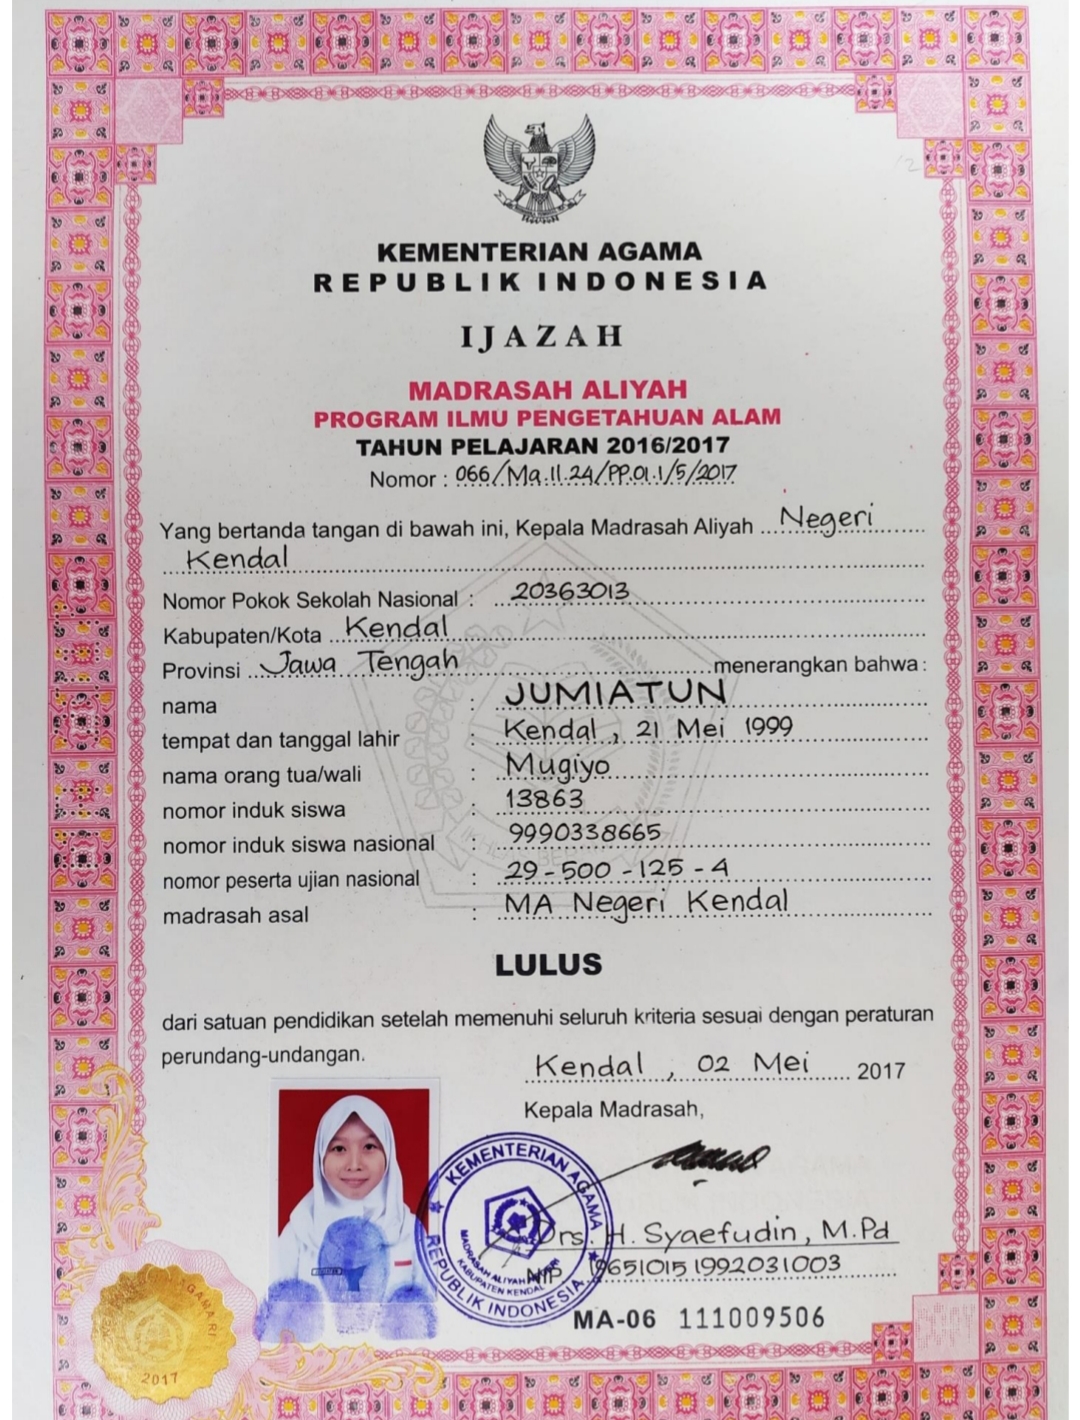 KEMENTERIAN AGAMA
REPUBLIK INDONESIA
IJAZAH
MADRASAH ALIYAH
PROGRAM ILMU PENGETAHUAN ALAM
TAHUN PELAJARAN 2016/2017
Nomor : 066/Ma.11.24/PP.01.1/5/2017
Yang bertanda tangan di bawah ini, Kepala Madrasah Aliyah Negeri
Kendal
Nomor Pokok Sekolah Nasional : 20363013
Kabupaten/Kota Kendal
Provinsi Jawa Tengah menerangkan bahwa :
nama : JUMIATUN
tempat dan tanggal lahir : Kendal, 21 Mei 1999
nama orang tua/wali : Mugiyo
nomor induk siswa : 13863
nomor induk siswa nasional : 9990338665
nomor peserta ujian nasional : 29-500-125-4
madrasah asal : MA Negeri Kendal
LULUS
dari satuan pendidikan setelah memenuhi seluruh kriteria sesuai dengan peraturan
perundang-undangan.
Kendal, 02 Mei 2017
Kepala Madrasah,
KEMENTERIAN AGAMA
MADRASAH ALIYAH
KABUPATEN KENDAL
REPUBLIK INDONESIA
Drs. H. Syaefudin, M.Pd
NIP 196510151992031003
MA-06 111009506
2017